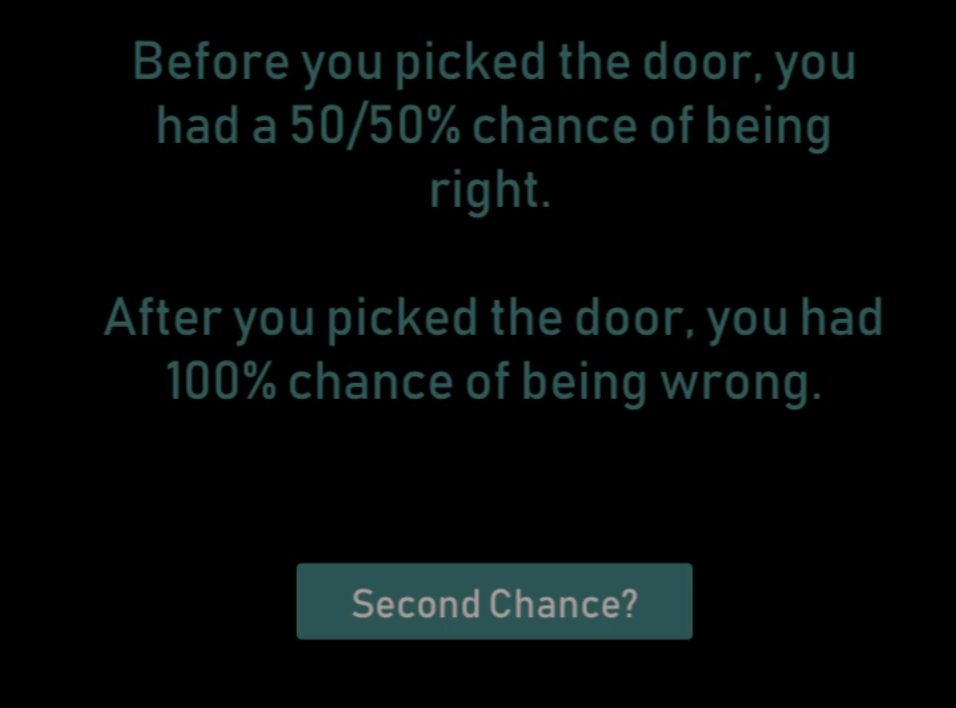 Before you picked the door, you
had a 50/50% chance of being
right.
After you picked the door, you had
100% chance of being wrong.
Second Chance?